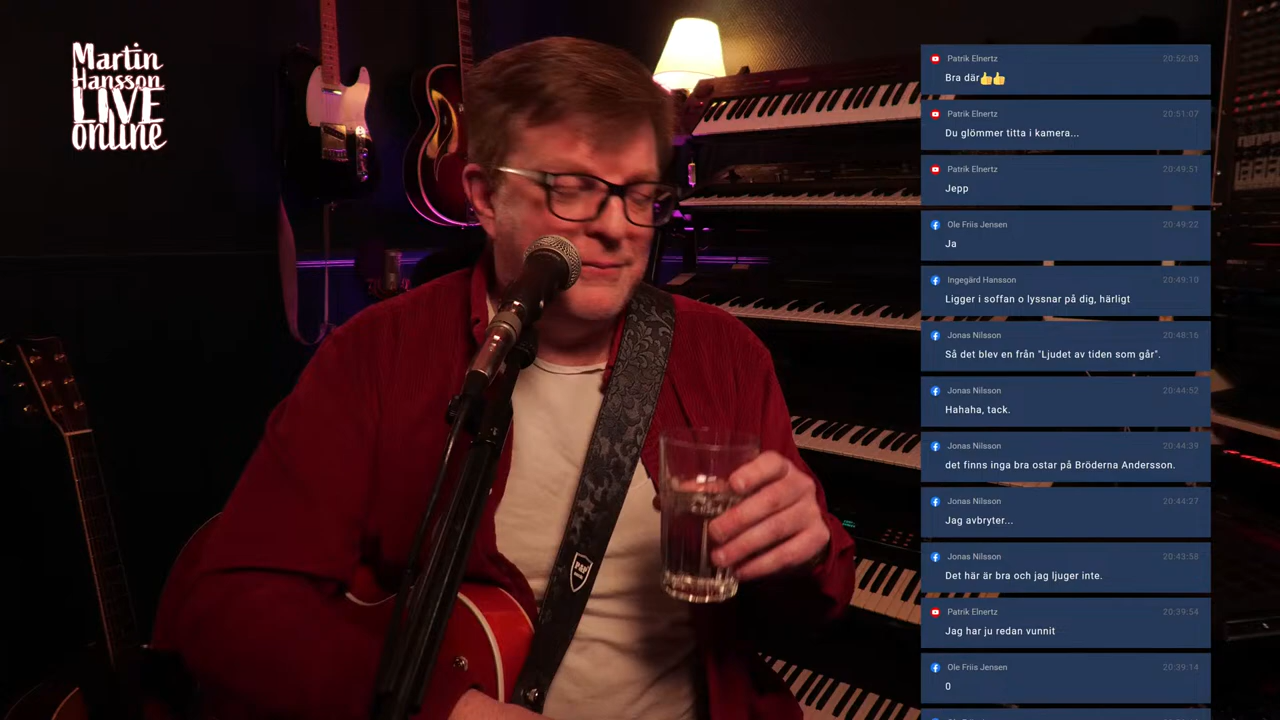 Martin
Hansson
LIVE
online
Patrik Elnertz 20:52:03
Bra där👍👍
Patrik Elnertz 20:51:07
Du glömmer titta i kamera...
Patrik Elnertz 20:49:51
Jepp
Ole Friis Jensen 20:49:22
Ja
Ingegärd Hansson 20:49:10
Ligger i soffan o lyssnar på dig, härligt
Jonas Nilsson 20:48:16
Så det blev en från "Ljudet av tiden som går".
Jonas Nilsson 20:44:52
Hahaha, tack.
Jonas Nilsson 20:44:39
det finns inga bra ostar på Bröderna Andersson.
Jonas Nilsson 20:44:27
Jag avbryter...
Jonas Nilsson 20:43:58
Det här är bra och jag ljuger inte.
Patrik Elnertz 20:39:54
Jag har ju redan vunnit
Ole Friis Jensen 20:39:14
0